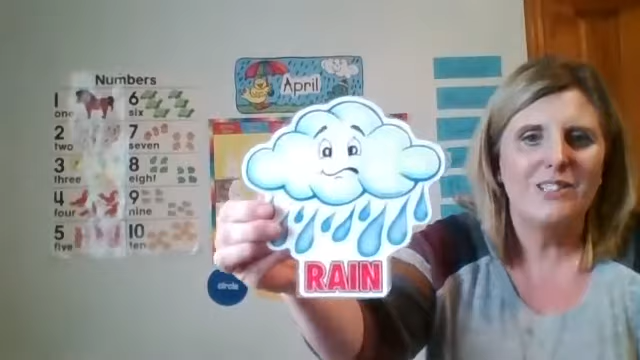 Numbers
1 one
6 six
2 two
7 seven
3 three
8 eight
4 four
9 nine
5 five
10 ten
April
circle
RAIN